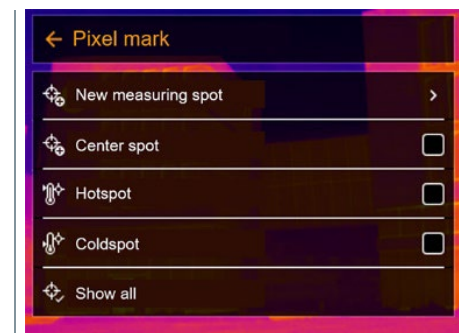 Pixel mark
New measuring spot
Center spot
Hotspot
Coldspot
Show all